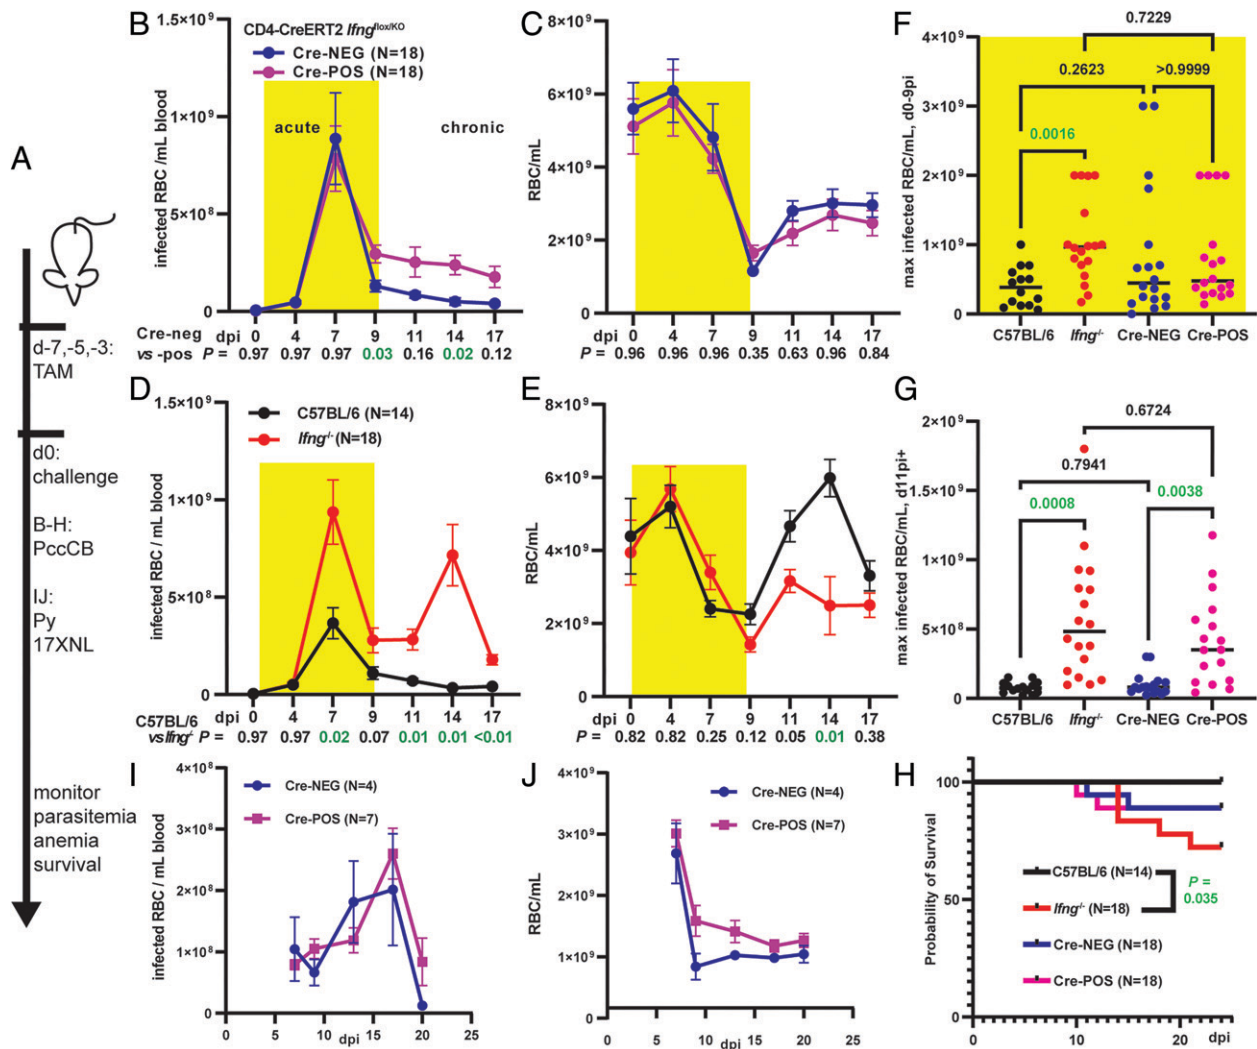 A
d-7,-5,-3:
TAM
d0:
challenge
B-H:
PccCB
IJ:
Py
17XNL
monitor
parasitemia
anemia
survival
B
CD4-CreERT2 Ifng^flox/KO
Cre-NEG (N=18)
Cre-POS (N=18)
acute
chronic
infected RBC /mL blood
1.5×10⁹
1×10⁹
5×10⁸
0
dpi 0 4 7 9 11 14 17
Cre-neg
vs -pos P = 0.97 0.97 0.97 0.03 0.16 0.02 0.12
C
RBC/mL
8×10⁹
6×10⁹
4×10⁹
2×10⁹
0
dpi 0 4 7 9 11 14 17
P = 0.96 0.96 0.96 0.35 0.63 0.96 0.84
D
C57BL/6 (N=14)
Ifng⁻/⁻ (N=18)
infected RBC / mL blood
1.5×10⁹
1×10⁹
5×10⁸
0
dpi 0 4 7 9 11 14 17
C57BL/6
vs Ifng⁻/⁻ P = 0.97 0.97 0.02 0.07 0.01 0.01 <0.01
E
RBC/mL
8×10⁹
6×10⁹
4×10⁹
2×10⁹
0
dpi 0 4 7 9 11 14 17
P = 0.82 0.82 0.25 0.12 0.05 0.01 0.38
F
max infected RBC/mL, d0-9pi
4×10⁹
3×10⁹
2×10⁹
1×10⁹
0
0.7229
0.2623
>0.9999
0.0016
C57BL/6 Ifng⁻/⁻ Cre-NEG Cre-POS
G
max infected RBC/mL, d11pi+
2×10⁹
1.5×10⁹
1×10⁹
5×10⁸
0
0.6724
0.7941
0.0008
0.0038
C57BL/6 Ifng⁻/⁻ Cre-NEG Cre-POS
H
Probability of Survival
100
50
0
C57BL/6 (N=14)
Ifng⁻/⁻ (N=18)
Cre-NEG (N=18)
Cre-POS (N=18)
P =
0.035
0 10 20 dpi
I
Cre-NEG (N=4)
Cre-POS (N=7)
infected RBC / mL blood
4×10⁸
3×10⁸
2×10⁸
1×10⁸
0
0 5 10 15 20 25
dpi
J
Cre-NEG (N=4)
Cre-POS (N=7)
RBC/mL
4×10⁹
3×10⁹
2×10⁹
1×10⁹
0
0 5 10 15 20 25
dpi